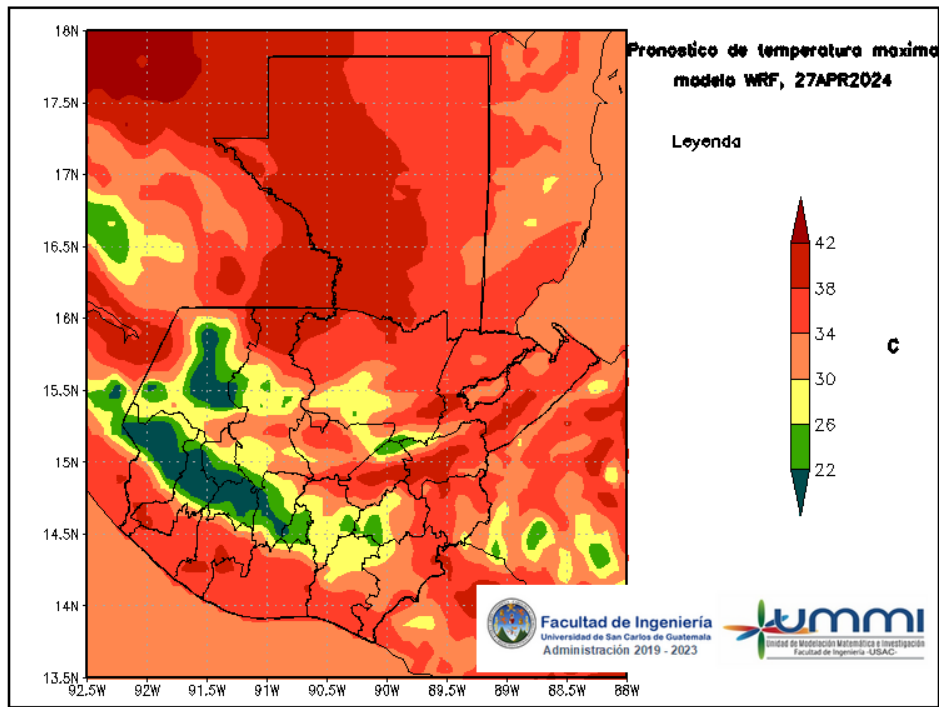 Pronostico de temperatura maxima
modelo WRF, 27APR2024
Leyenda
42
38
34
30
26
22
C
18N
17.5N
17N
16.5N
16N
15.5N
15N
14.5N
14N
13.5N
92.5W 92W 91.5W 91W 90.5W 90W 89.5W 89W 88.5W 88W
Facultad de Ingeniería
Universidad de San Carlos de Guatemala
Administración 2019 - 2023
UMMI
Unidad de Modelación Matemática e Investigación
Facultad de Ingeniería -USAC-